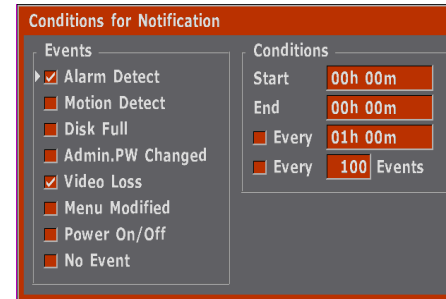 Conditions for Notification
Events
Alarm Detect
Motion Detect
Disk Full
Admin.PW Changed
Video Loss
Menu Modified
Power On/Off
No Event
Conditions
Start 00h 00m
End 00h 00m
Every 01h 00m
Every 100 Events